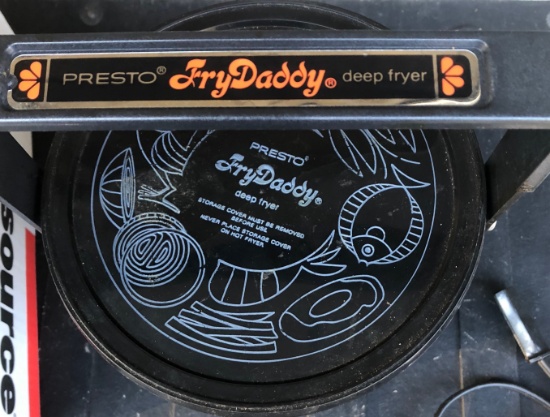 PRESTO® FryDaddy® deep fryer
PRESTO®
FryDaddy®
deep fryer
STORAGE COVER MUST BE REMOVED
BEFORE USE.
NEVER PLACE STORAGE COVER
ON HOT FRYER
source